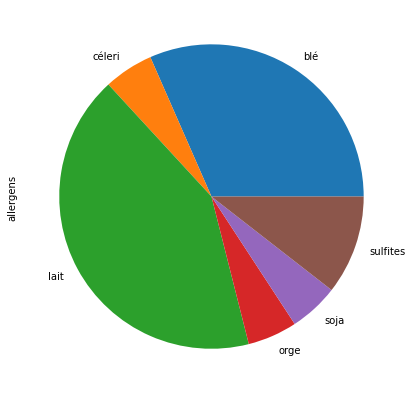 céleri
blé
allergens
lait
sulfites
soja
orge